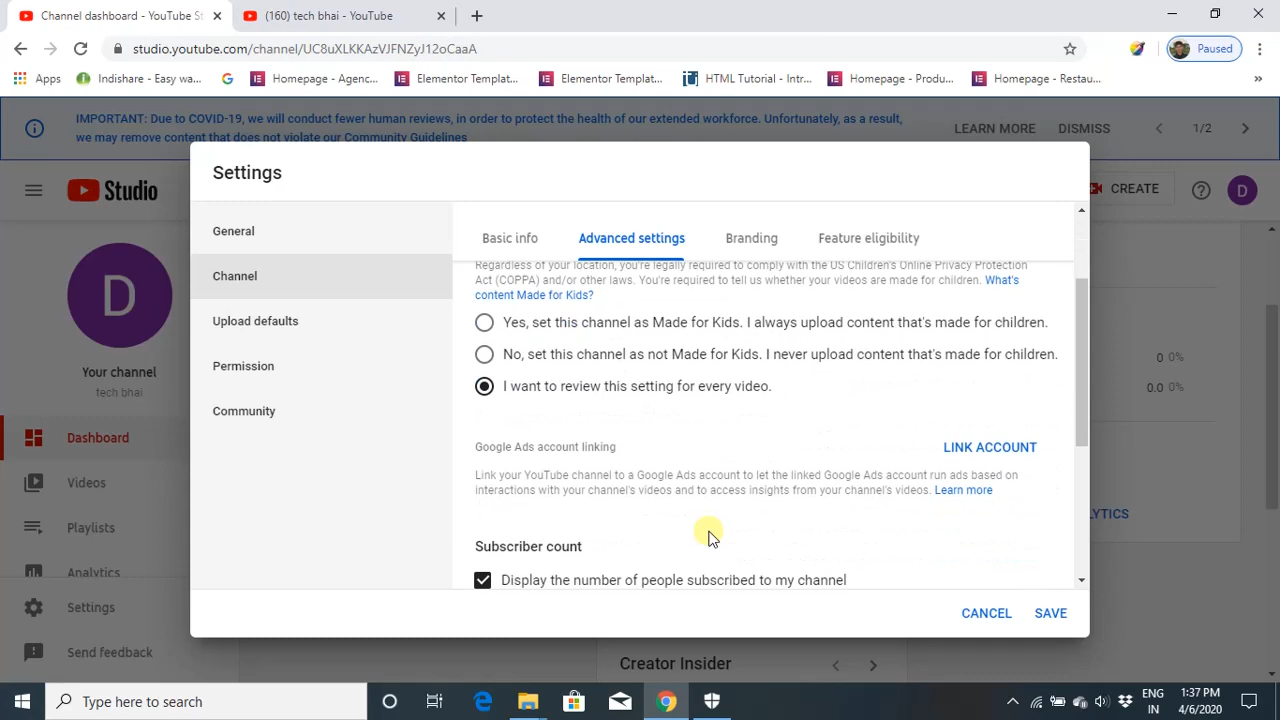 Channel dashboard - YouTube St
(160) tech bhai - YouTube
studio.youtube.com/channel/UC8uXLKKAzVJFNZyJ12oCaaA
Paused
Apps
Indishare - Easy wa...
Homepage - Agenc...
Elementor Templat...
Elementor Templat...
HTML Tutorial - Intr...
Homepage - Produ...
Homepage - Restau...
IMPORTANT: Due to COVID-19, we will conduct fewer human reviews, in order to protect the health of our extended workforce. Unfortunately, as a result,
we may remove content that does not violate our Community Guidelines
LEARN MORE
DISMISS
1/2
Studio
CREATE
D
D
Your channel
tech bhai
Dashboard
Videos
Playlists
Analytics
Settings
Send feedback
Settings
General
Channel
Upload defaults
Permission
Community
Basic info
Advanced settings
Branding
Feature eligibility
Regardless of your location, you're legally required to comply with the US Children's Online Privacy Protection
Act (COPPA) and/or other laws. You're required to tell us whether your videos are made for children. What's
content Made for Kids?
Yes, set this channel as Made for Kids. I always upload content that's made for children.
No, set this channel as not Made for Kids. I never upload content that's made for children.
I want to review this setting for every video.
Google Ads account linking
LINK ACCOUNT
Link your YouTube channel to a Google Ads account to let the linked Google Ads account run ads based on
interactions with your channel's videos and to access insights from your channel's videos. Learn more
Subscriber count
Display the number of people subscribed to my channel
CANCEL
SAVE
0 0%
0.0 0%
LYTICS
Creator Insider
Type here to search
ENG
IN
1:37 PM
4/6/2020